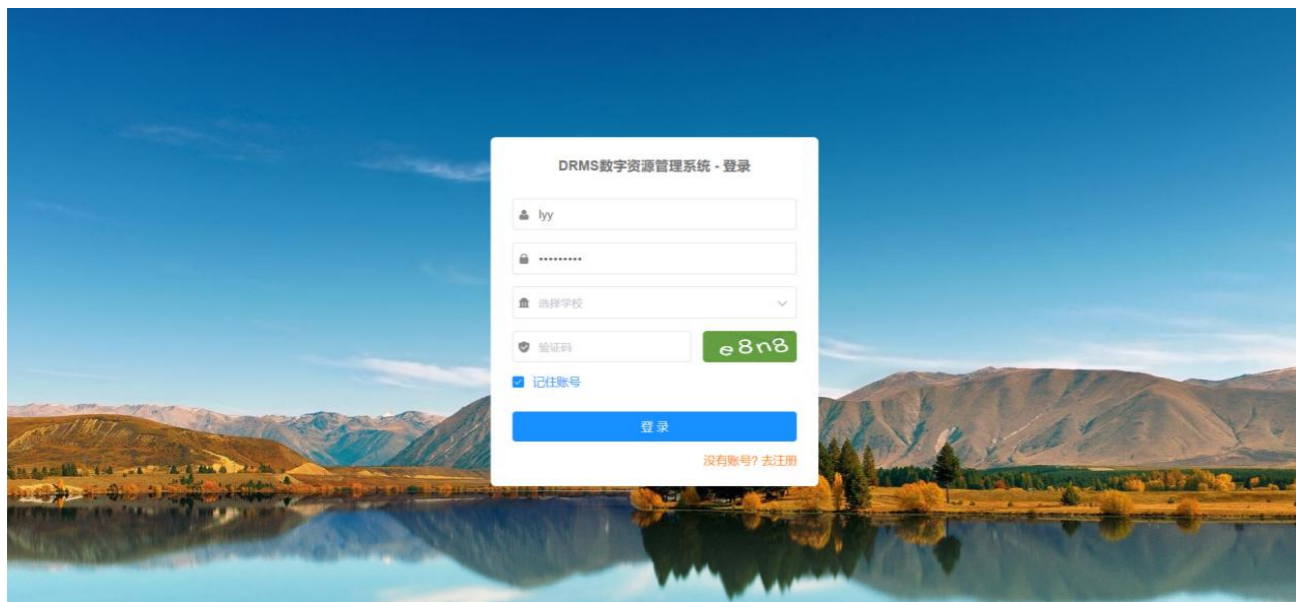 DRMS数字资源管理系统 - 登录
lyy
•••••••••
选择学校
验证码
e8n8
记住账号
登 录
没有账号? 去注册